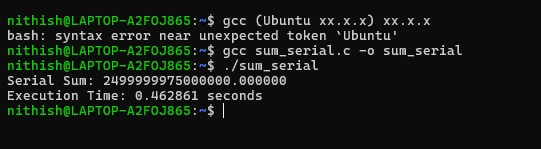 nithish@LAPTOP-A2FOJ865:~$ gcc (Ubuntu xx.x.x) xx.x.x
bash: syntax error near unexpected token `Ubuntu'
nithish@LAPTOP-A2FOJ865:~$ gcc sum_serial.c -o sum_serial
nithish@LAPTOP-A2FOJ865:~$ ./sum_serial
Serial Sum: 2499999975000000.000000
Execution Time: 0.462861 seconds
nithish@LAPTOP-A2FOJ865:~$